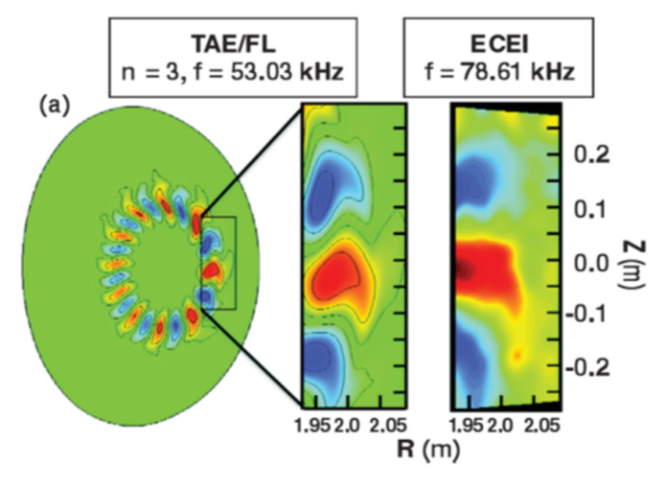 TAE/FL
n = 3, f = 53.03 kHz
ECEI
f = 78.61 kHz
(a)
0.2
0.1
0.0
-0.1
-0.2
Z (m)
1.95 2.0 2.05
1.95 2.0 2.05
R (m)